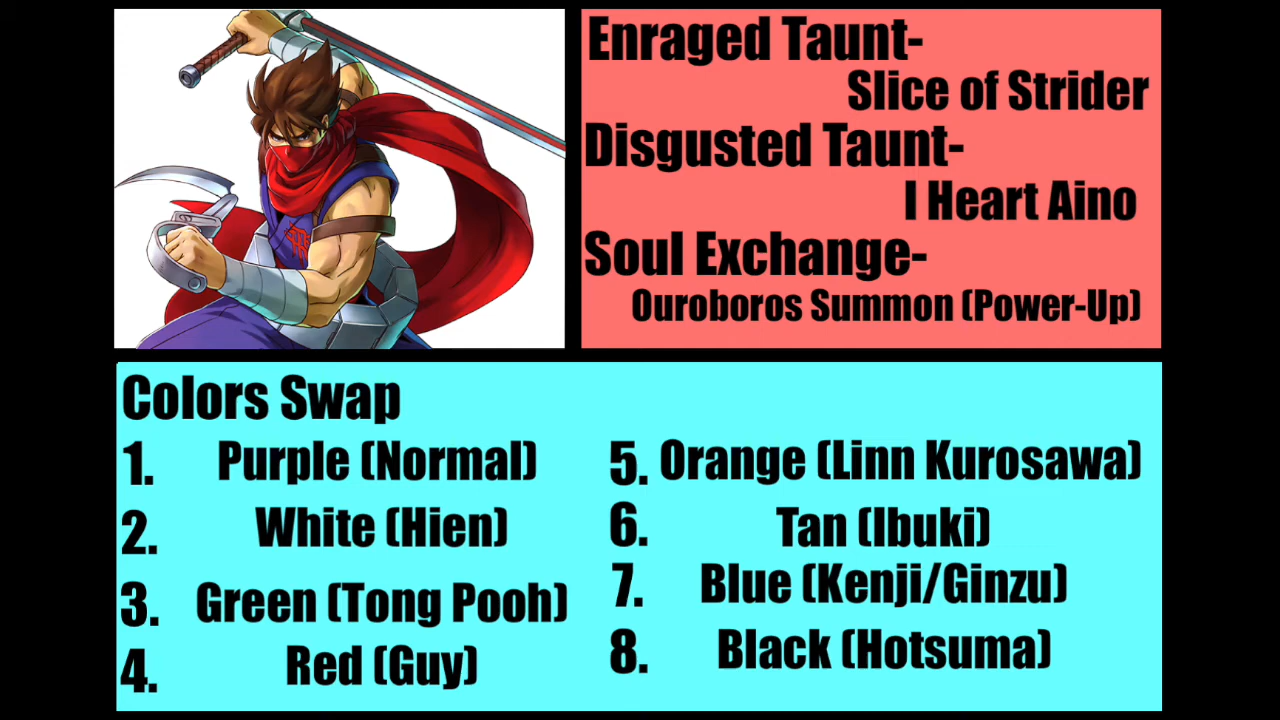 Enraged Taunt-
Slice of Strider
Disgusted Taunt-
I Heart Aino
Soul Exchange-
Ouroboros Summon (Power-Up)
Colors Swap
1. Purple (Normal)
2. White (Hien)
3. Green (Tong Pooh)
4. Red (Guy)
5. Orange (Linn Kurosawa)
6. Tan (Ibuki)
7. Blue (Kenji/Ginzu)
8. Black (Hotsuma)